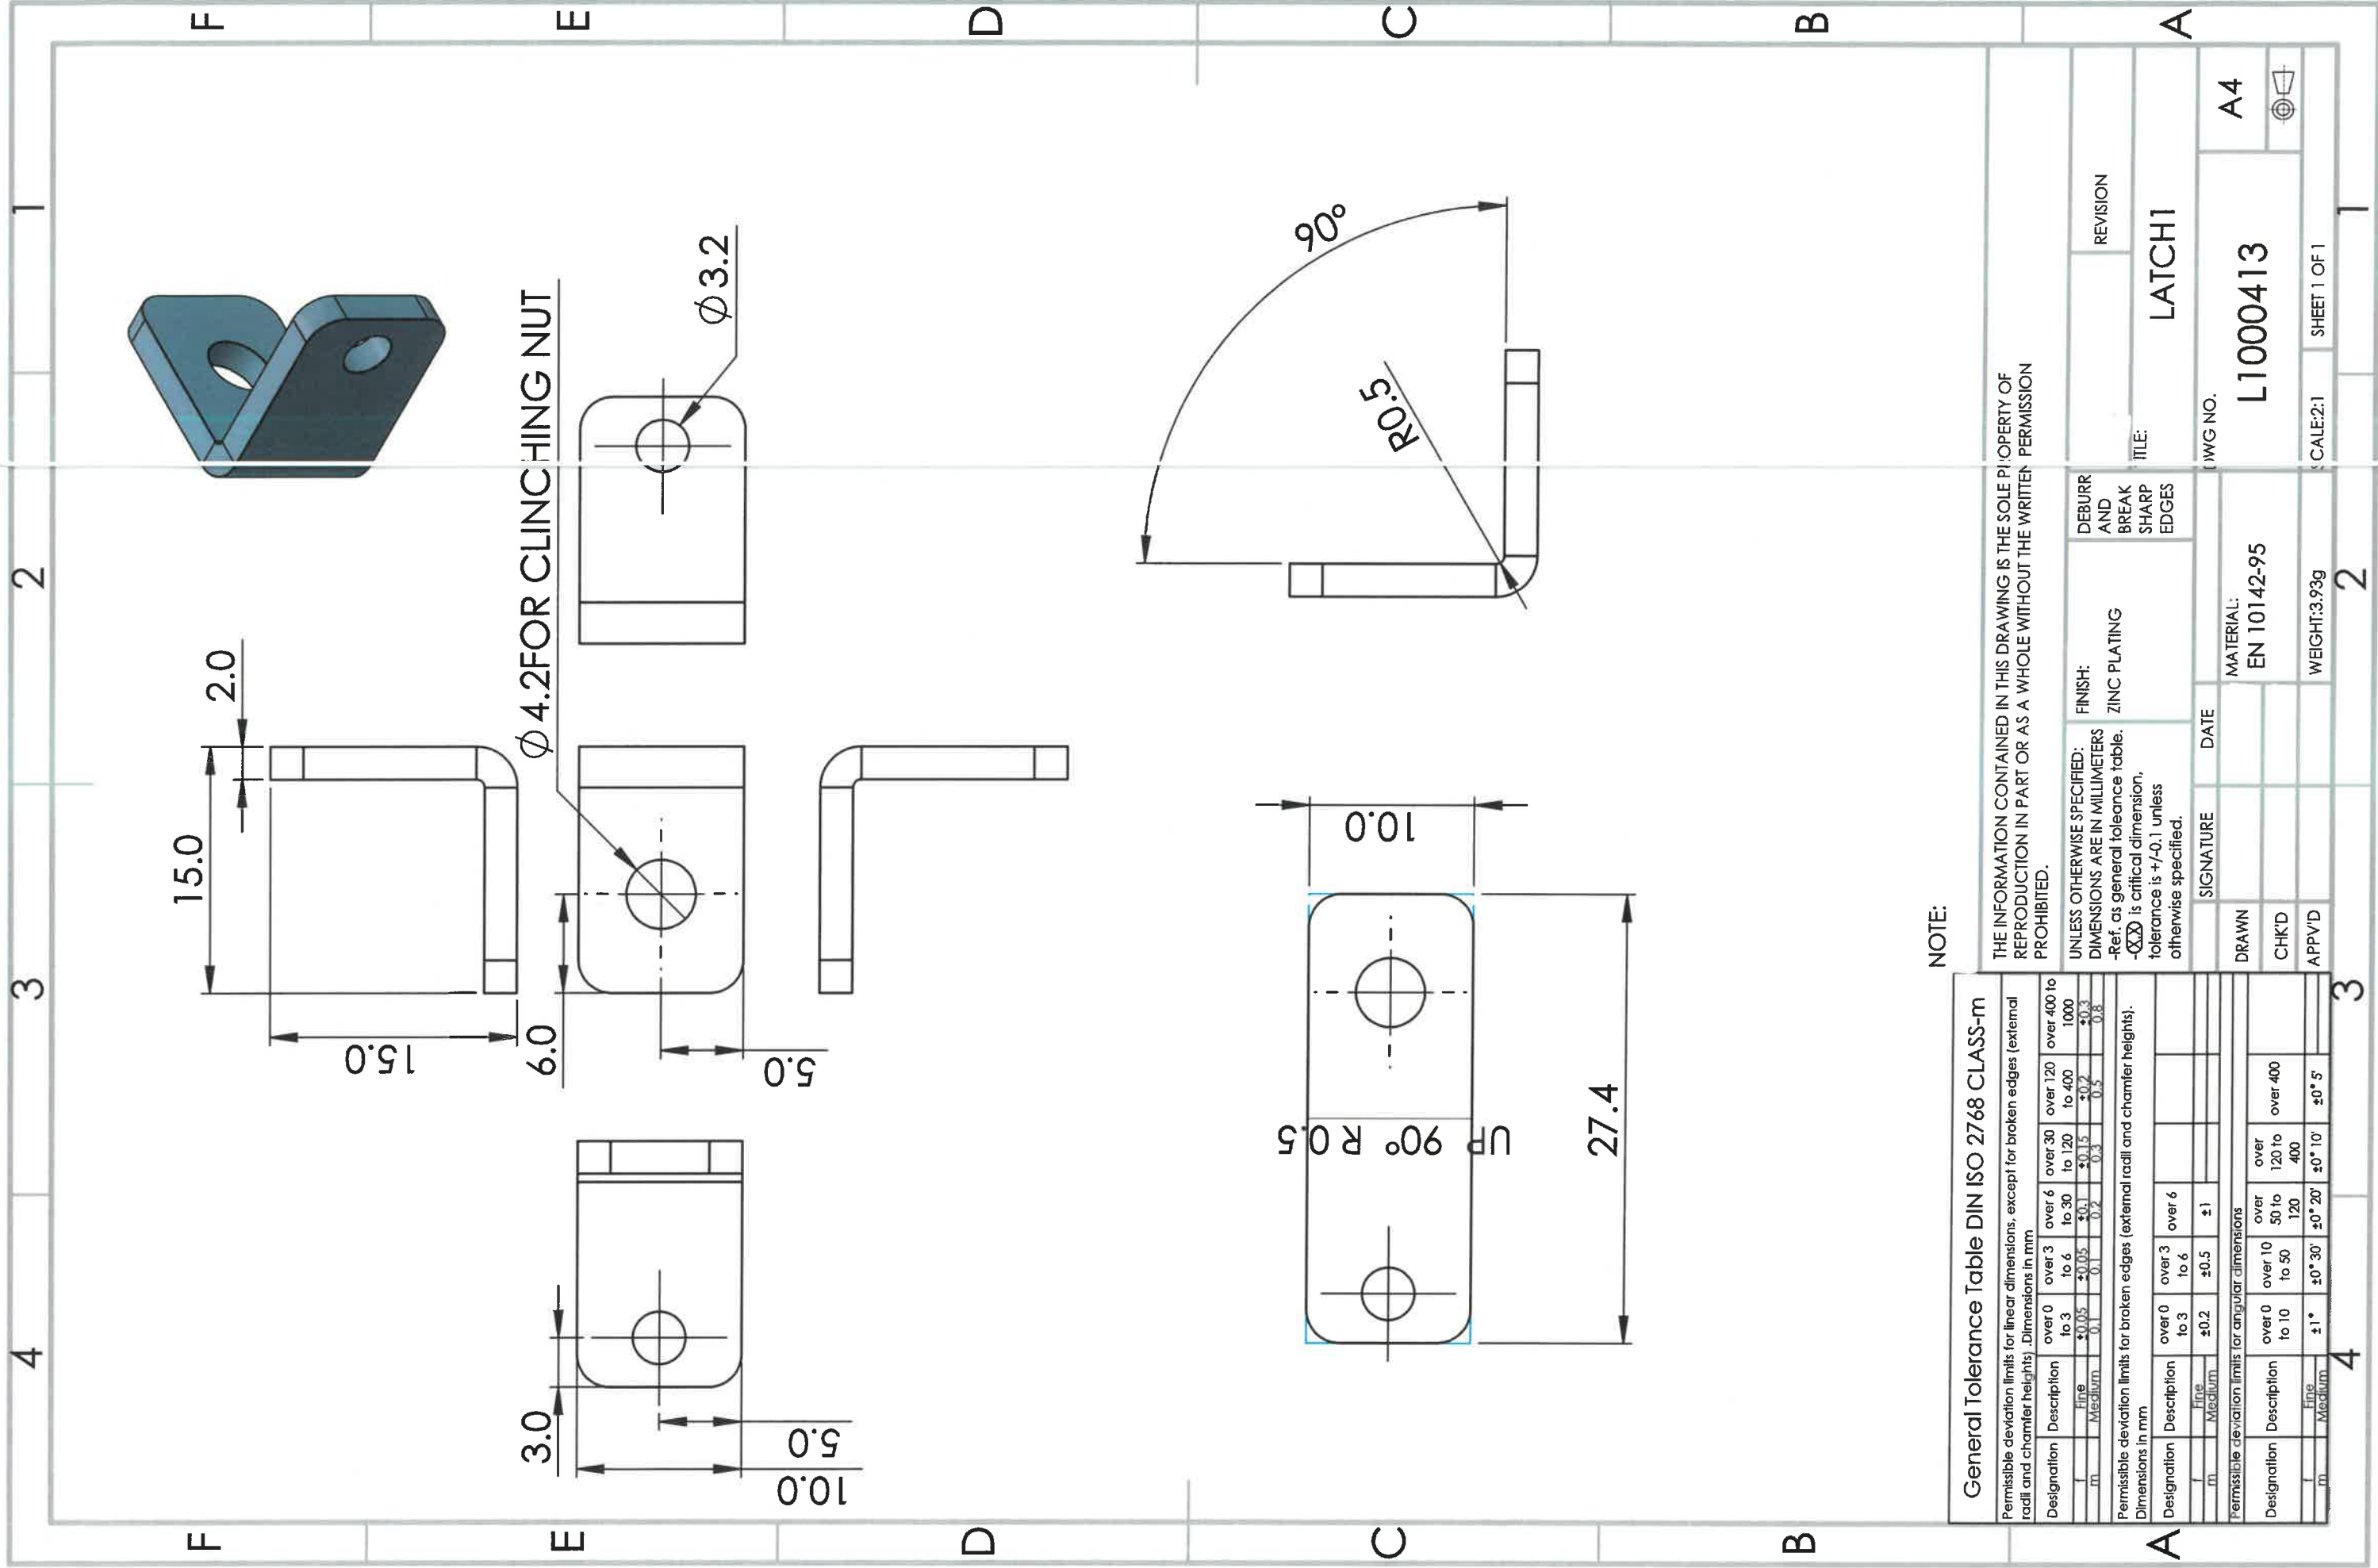 F
E
D
C
B
A
1
2
3
4
15.0
2.0
15.0
Ø 4.2FOR CLINCHING NUT
Ø3.2
6.0
5.0
3.0
5.0
10.0
90°
R0.5
10.0
UP 90° R 0.5
27.4
NOTE:
General Tolerance Table DIN ISO 2768 CLASS-m
Permissible deviation limits for linear dimensions, except for broken edges (external
radii and chamfer heights) .Dimensions in mm
Designation Description over 0 to 3 over 3 to 6 over 6 to 30 over 30 to 120 over 120 to 400 over 400 to 1000
f Fine ±0.05 ±0.05 ±0.1 ±0.15 ±0.2 ±0.3
m Medium 0.1 0.1 0.2 0.3 0.5 0.8
Permissible deviation limits for broken edges (external radii and chamfer heights).
Dimensions in mm
Designation Description over 0 to 3 over 3 to 6 over 6
f Fine
m Medium ±0.2 ±0.5 ±1
Permissible deviation limits for angular dimensions
Designation Description over 0 to 10 over 10 to 50 over 50 to 120 over 120 to 400 over 400
f Fine
m Medium ±1° ±0° 30' ±0° 20' ±0° 10' ±0° 5'
THE INFORMATION CONTAINED IN THIS DRAWING IS THE SOLE PROPERTY OF
REPRODUCTION IN PART OR AS A WHOLE WITHOUT THE WRITTEN PERMISSION
PROHIBITED.
UNLESS OTHERWISE SPECIFIED:
DIMENSIONS ARE IN MILLIMETERS
-Ref. as general toleance table.
-X.X is critical dimension,
tolerance is +/-0.1 unless
otherwise specified.
FINISH:
ZINC PLATING
DEBURR
AND
BREAK
SHARP
EDGES
REVISION
SIGNATURE
DATE
DRAWN
CHK'D
APPV'D
ITLE:
LATCH1
MATERIAL:
EN 10142-95
WEIGHT:3.93g
WG NO.
L1000413
A4
CALE:2:1
SHEET 1 OF 1
F
E
D
C
B
A
1
2
3
4